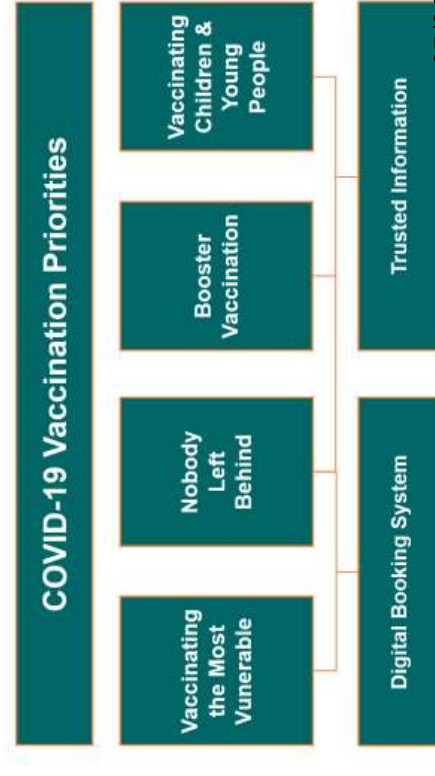 COVID-19 Vaccination Priorities
Vaccinating
the Most
Vunerable
Nobody
Left
Behind
Booster
Vaccination
Vaccinating
Children &
Young
People
Digital Booking System
Trusted Information